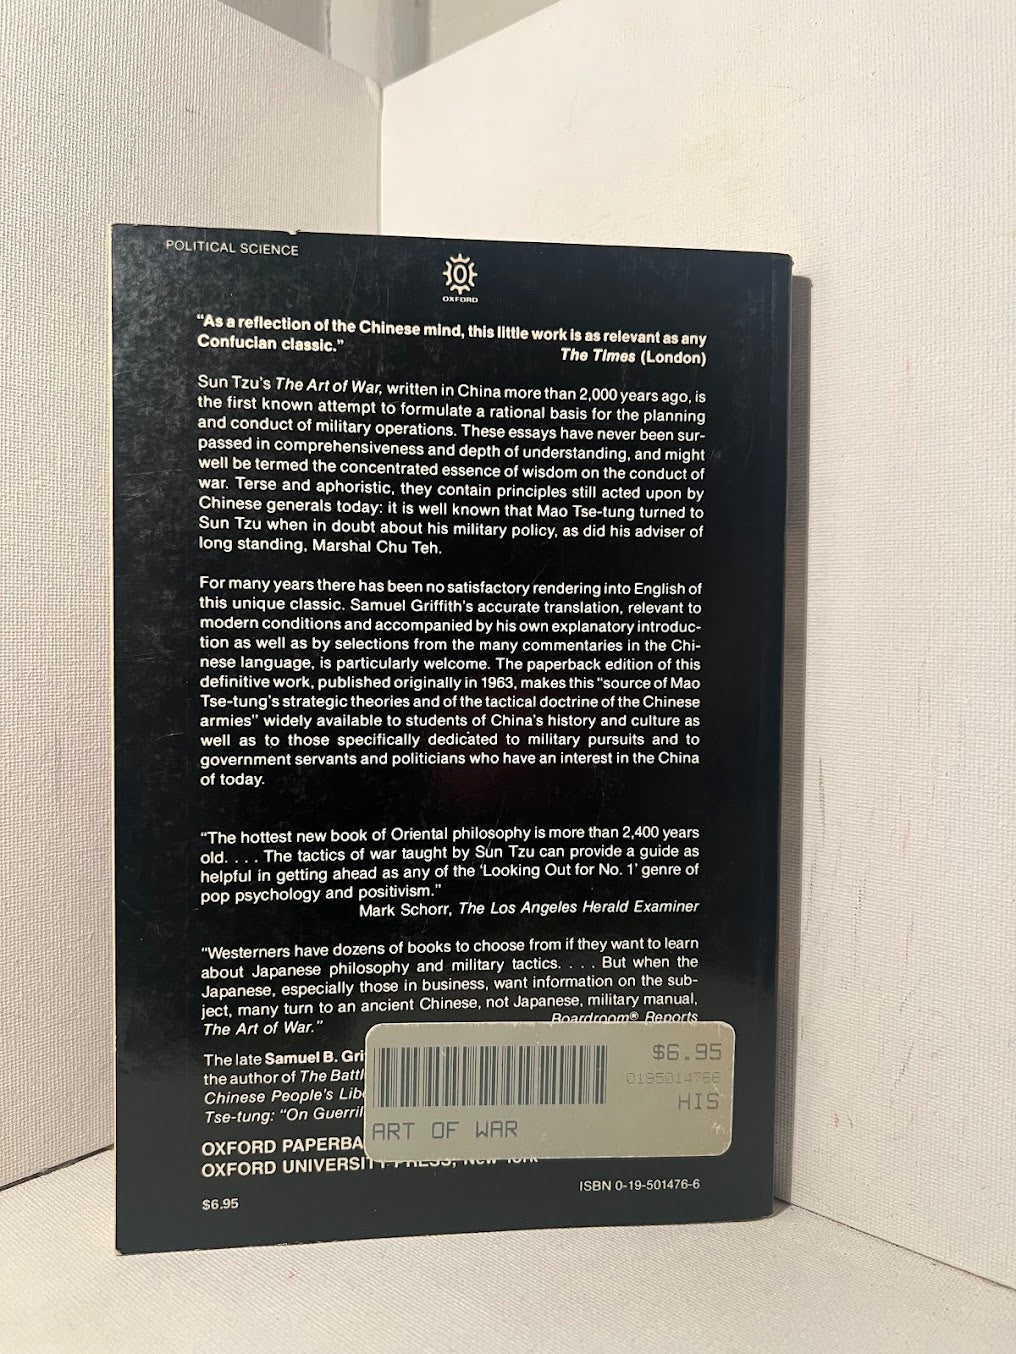 POLITICAL SCIENCE
O
OXFORD
"As a reflection of the Chinese mind, this little work is as relevant as any
Confucian classic."
The Times (London)
Sun Tzu's The Art of War, written in China more than 2,000 years ago, is
the first known attempt to formulate a rational basis for the planning
and conduct of military operations. These essays have never been sur-
passed in comprehensiveness and depth of understanding, and might
well be termed the concentrated essence of wisdom on the conduct of
war. Terse and aphoristic, they contain principles still acted upon by
Chinese generals today: it is well known that Mao Tse-tung turned to
Sun Tzu when in doubt about his military policy, as did his adviser of
long standing, Marshal Chu Teh.
For many years there has been no satisfactory rendering into English of
this unique classic. Samuel Griffith's accurate translation, relevant to
modern conditions and accompanied by his own explanatory introduc-
tion as well as by selections from the many commentaries in the Chi-
nese language, is particularly welcome. The paperback edition of this
definitive work, published originally in 1963, makes this "source of Mao
Tse-tung's strategic theories and of the tactical doctrine of the Chinese
armies" widely available to students of China's history and culture as
well as to those specifically dedicated to military pursuits and to
government servants and politicians who have an interest in the China
of today.
"The hottest new book of Oriental philosophy is more than 2,400 years
old. . . . The tactics of war taught by Sun Tzu can provide a guide as
helpful in getting ahead as any of the 'Looking Out for No. 1' genre of
pop psychology and positivism."
Mark Schorr, The Los Angeles Herald Examiner
"Westerners have dozens of books to choose from if they want to learn
about Japanese philosophy and military tactics. . . . But when the
Japanese, especially those in business, want information on the sub-
ject, many turn to an ancient Chinese, not Japanese, military manual,
The Art of War."
Boardroom® Reports
The late Samuel B. Gri
the author of The Battl
Chinese People's Lib
Tse-tung: "On Guerril
OXFORD PAPERBA
OXFORD UNIVERSITY PRESS, New York
$6.95
0195014766
HIS
ART OF WAR
ISBN 0-19-501476-6
$6.95